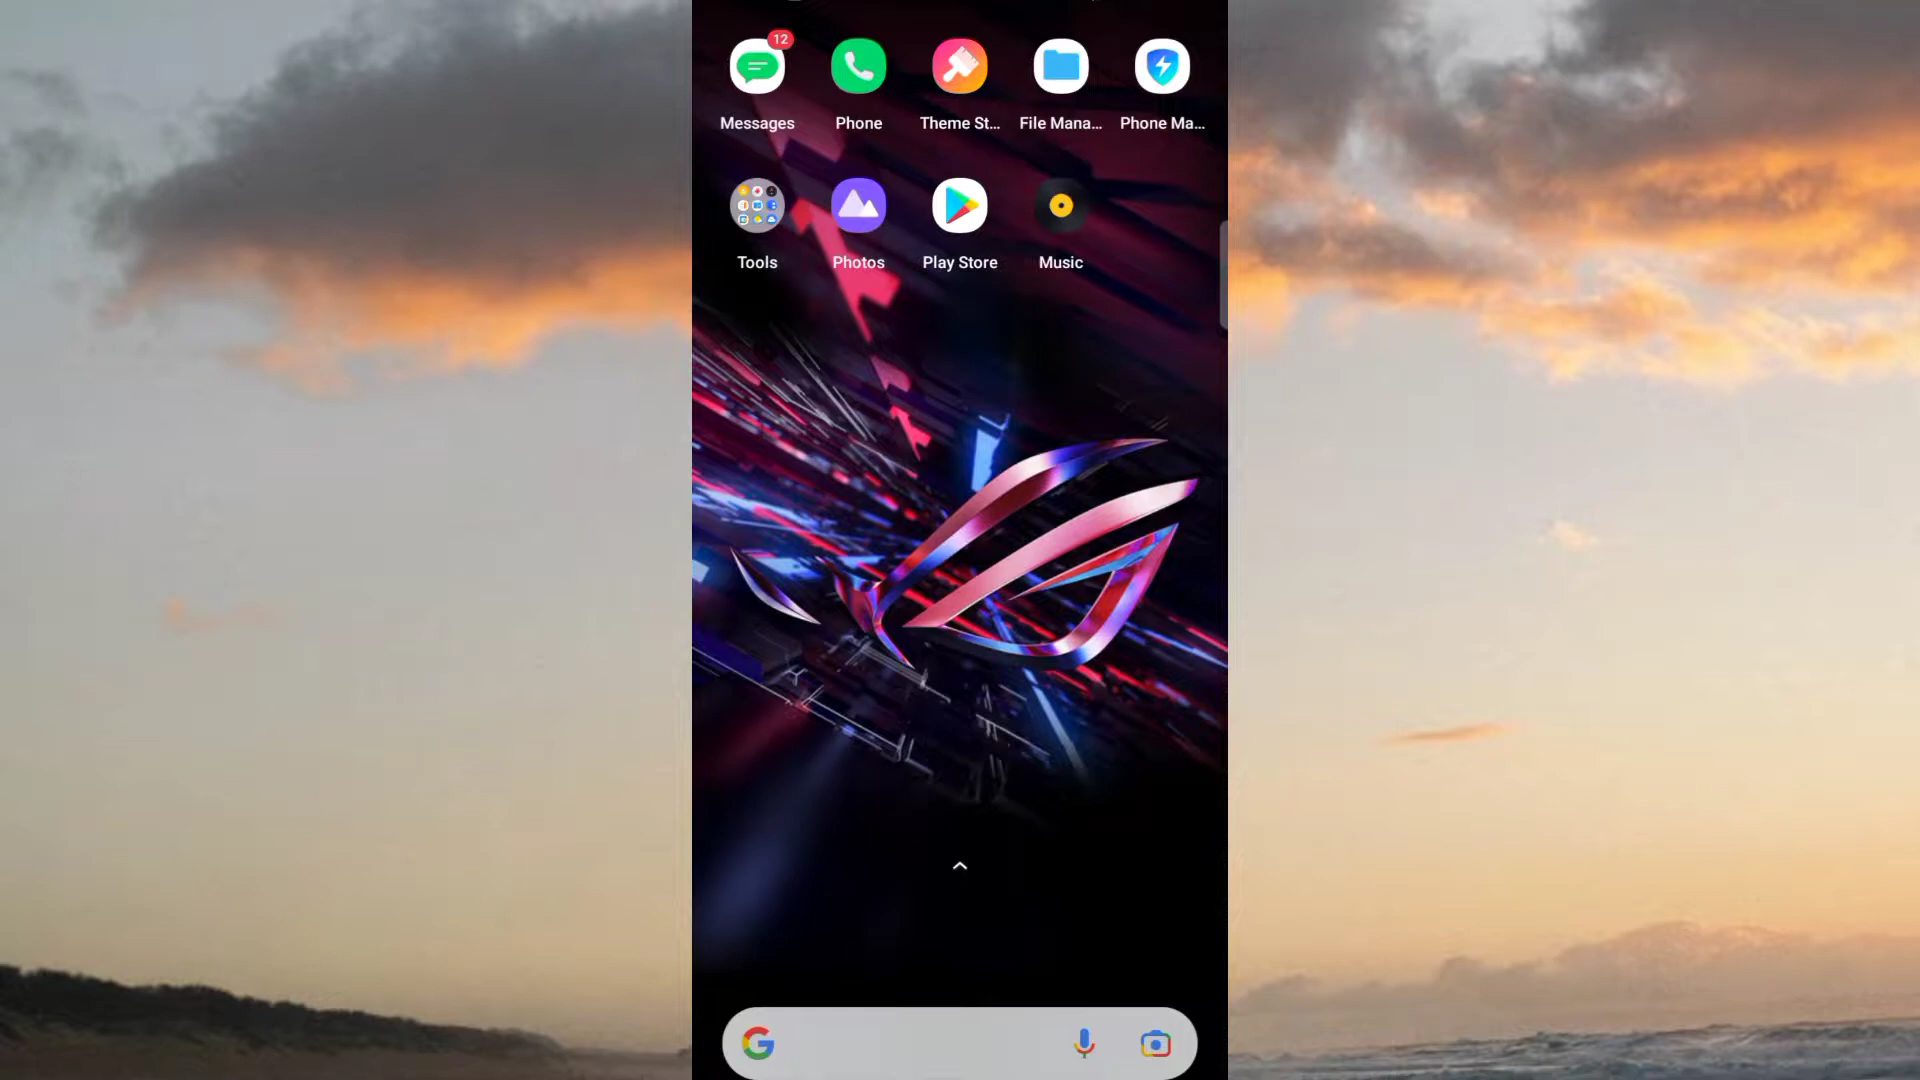 12
Messages
Phone
Theme St...
File Mana...
Phone Ma...
Tools
Photos
Play Store
Music